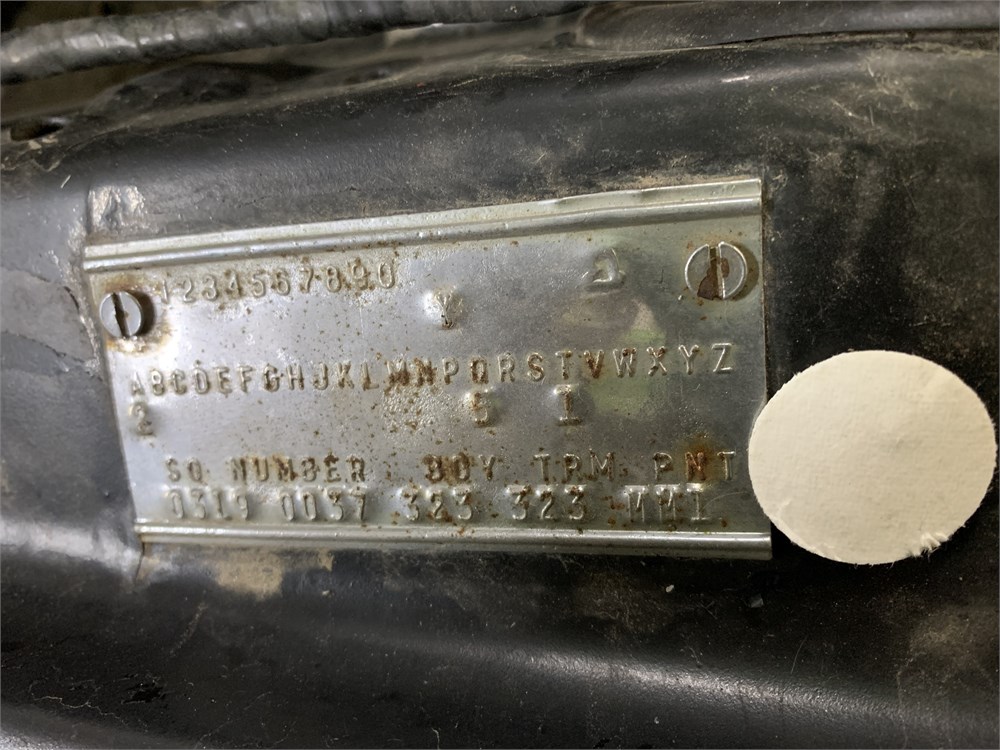 1234567890
Y
ABCDEFGHJKLMNPQRSTVWXYZ
2 5 1
SO NUMBER BDY TRM PNT
0319 0037 323 323 MM1